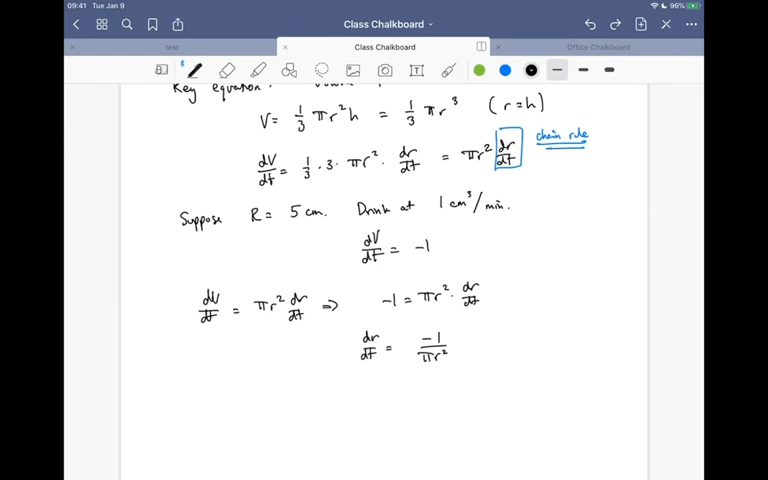 09:41 Tue Jan 9
96%
Class Chalkboard
test
Class Chalkboard
Office Chalkboard
Key equation:
V = 1/3 πr²h = 1/3 πr³ (r=h)
dV/dt = 1/3 · 3 · πr² · dr/dt = πr² dr/dt chain rule
Suppose R = 5 cm. Drink at 1 cm³/min.
dV/dt = -1
dV/dt = πr² dr/dt ⇒ -1 = πr² · dr/dt
dr/dt = -1/πr²